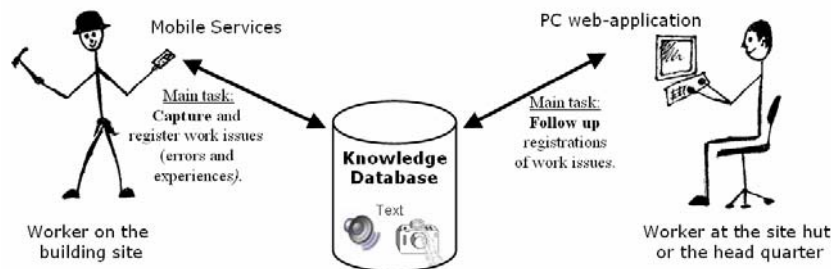 Mobile Services
PC web-application
Main task:
Capture and
register work issues
(errors and
experiences).
Main task:
Follow up
registrations
of work issues.
Knowledge
Database
Text
Worker on the
building site
Worker at the site hut
or the head quarter